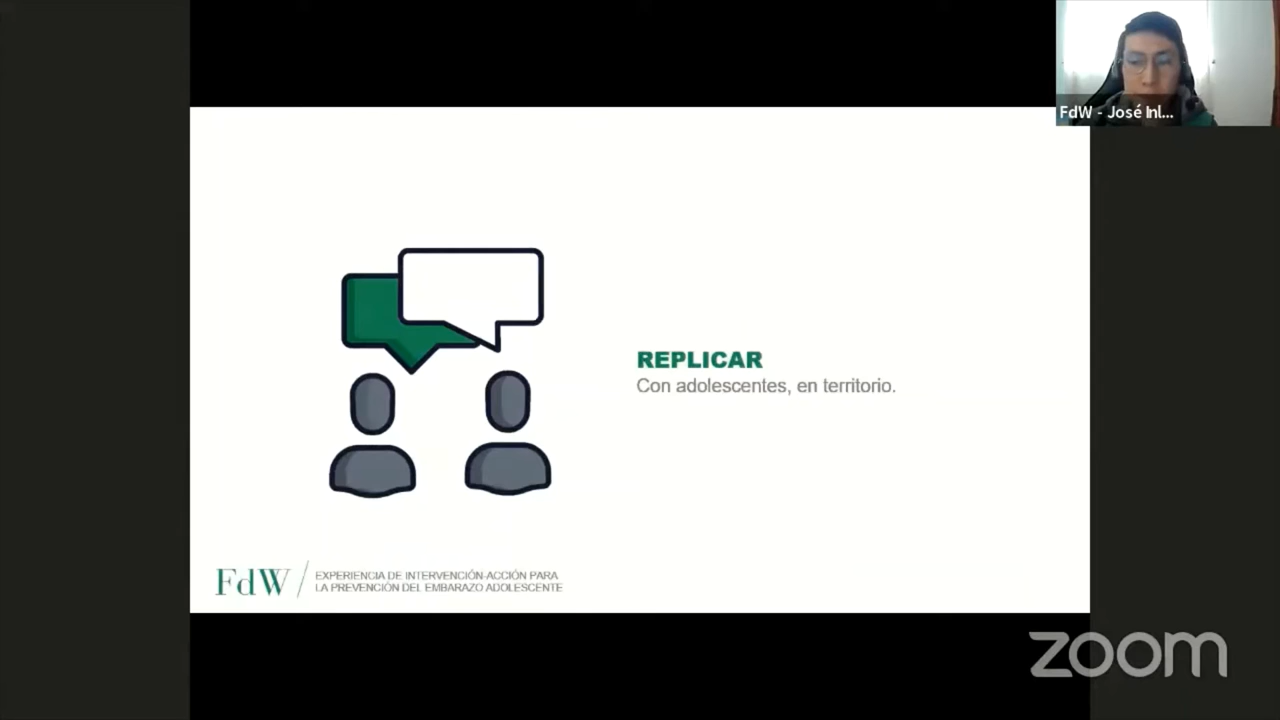 FdW - José Inl...
REPLICAR
Con adolescentes, en territorio.
FdW
EXPERIENCIA DE INTERVENCIÓN-ACCIÓN PARA
LA PREVENCIÓN DEL EMBARAZO ADOLESCENTE
zoom